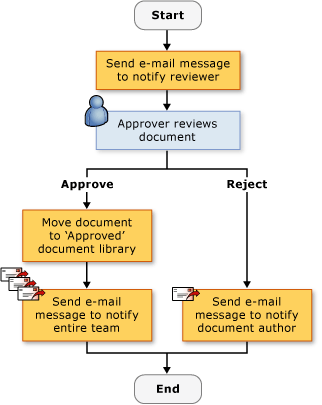 Start
Send e-mail message
to notify reviewer
Approver reviews
document
Approve
Reject
Move document
to ‘Approved’
document library
Send e-mail
message to notify
entire team
Send e-mail
message to notify
document author
End